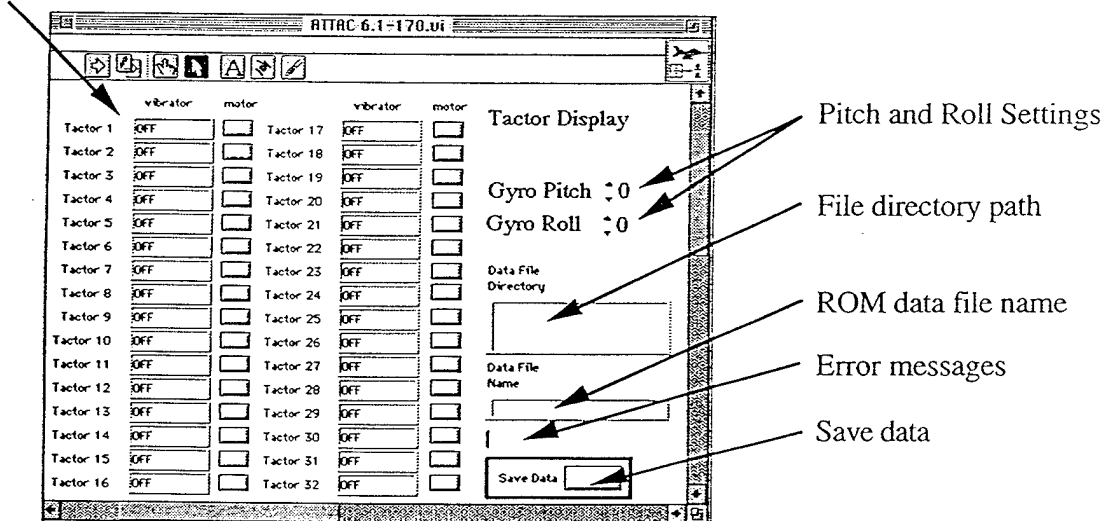 ATTAC-6.1-170.vi
vibrator motor vibrator motor
Tactor 1 OFF Tactor 17 OFF
Tactor 2 OFF Tactor 18 OFF
Tactor 3 OFF Tactor 19 OFF
Tactor 4 OFF Tactor 20 OFF
Tactor 5 OFF Tactor 21 OFF
Tactor 6 OFF Tactor 22 OFF
Tactor 7 OFF Tactor 23 OFF
Tactor 8 OFF Tactor 24 OFF
Tactor 9 OFF Tactor 25 OFF
Tactor 10 OFF Tactor 26 OFF
Tactor 11 OFF Tactor 27 OFF
Tactor 12 OFF Tactor 28 OFF
Tactor 13 OFF Tactor 29 OFF
Tactor 14 OFF Tactor 30 OFF
Tactor 15 OFF Tactor 31 OFF
Tactor 16 OFF Tactor 32 OFF
Tactor Display
Gyro Pitch 0
Gyro Roll 0
Data File
Directory
Data File
Name
Save Data
Pitch and Roll Settings
File directory path
ROM data file name
Error messages
Save data